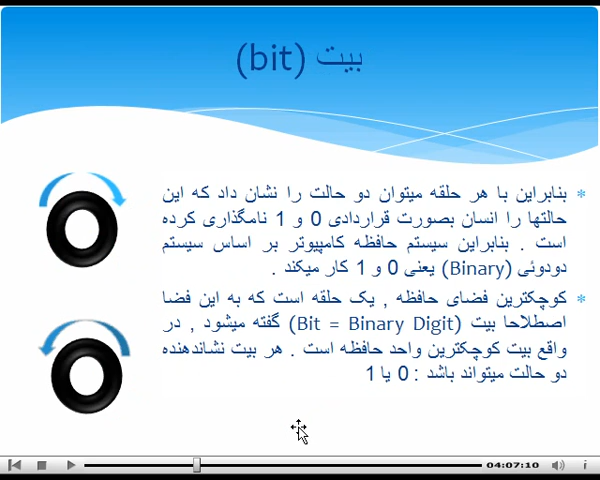 بیت (bit)
* بنابراین با هر حلقه میتوان دو حالت را نشان داد که این
حالتها را انسان بصورت قراردادی 0 و 1 نامگذاری کرده
است . بنابراین سیستم حافظه کامپیوتر بر اساس سیستم
دودوئی (Binary) یعنی 0 و 1 کار میکند .
* کوچکترین فضای حافظه , یک حلقه است که به این فضا
اصطلاحا بیت (Bit = Binary Digit) گفته میشود , در
واقع بیت کوچکترین واحد حافظه است . هر بیت نشاندهنده
دو حالت میتواند باشد : 0 یا 1
04:07:10